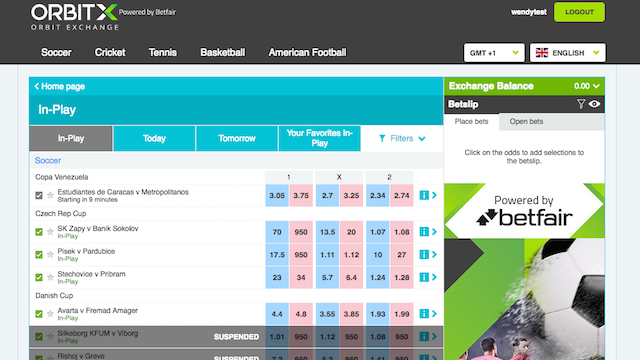 ORBITX Powered by Betfair
ORBIT EXCHANGE
wendytest LOGOUT
Soccer Cricket Tennis Basketball American Football GMT +1 ENGLISH
Home page
In-Play
In-Play Today Tomorrow Your Favorites In-Play Filters
Exchange Balance 0.00
Betslip
Place bets Open bets
Click on the odds to add selections to
the betslip.
Powered by
betfair
Soccer
Copa Venezuela 1 X 2
Estudiantes de Caracas v Metropolitanos
Starting in 9 minutes
3.05 3.75 2.7 3.25 2.34 2.74
Czech Rep Cup
SK Zapy v Banik Sokolov
In-Play
70 950 13.5 20 1.07 1.08
Pisek v Pardubice
In-Play
17.5 950 1.11 1.12 10 27
Stechovice v Pribram
In-Play
23 34 5.7 6.4 1.24 1.28
Danish Cup
Avarta v Fremad Amager
In-Play
4.4 4.8 3.55 3.85 1.93 1.99
Silkeborg KFUM v Viborg
In-Play
SUSPENDED 1.01 950 1.12 950 1.08 950
Rishoj v Greve
SUSPENDED 950 950 950